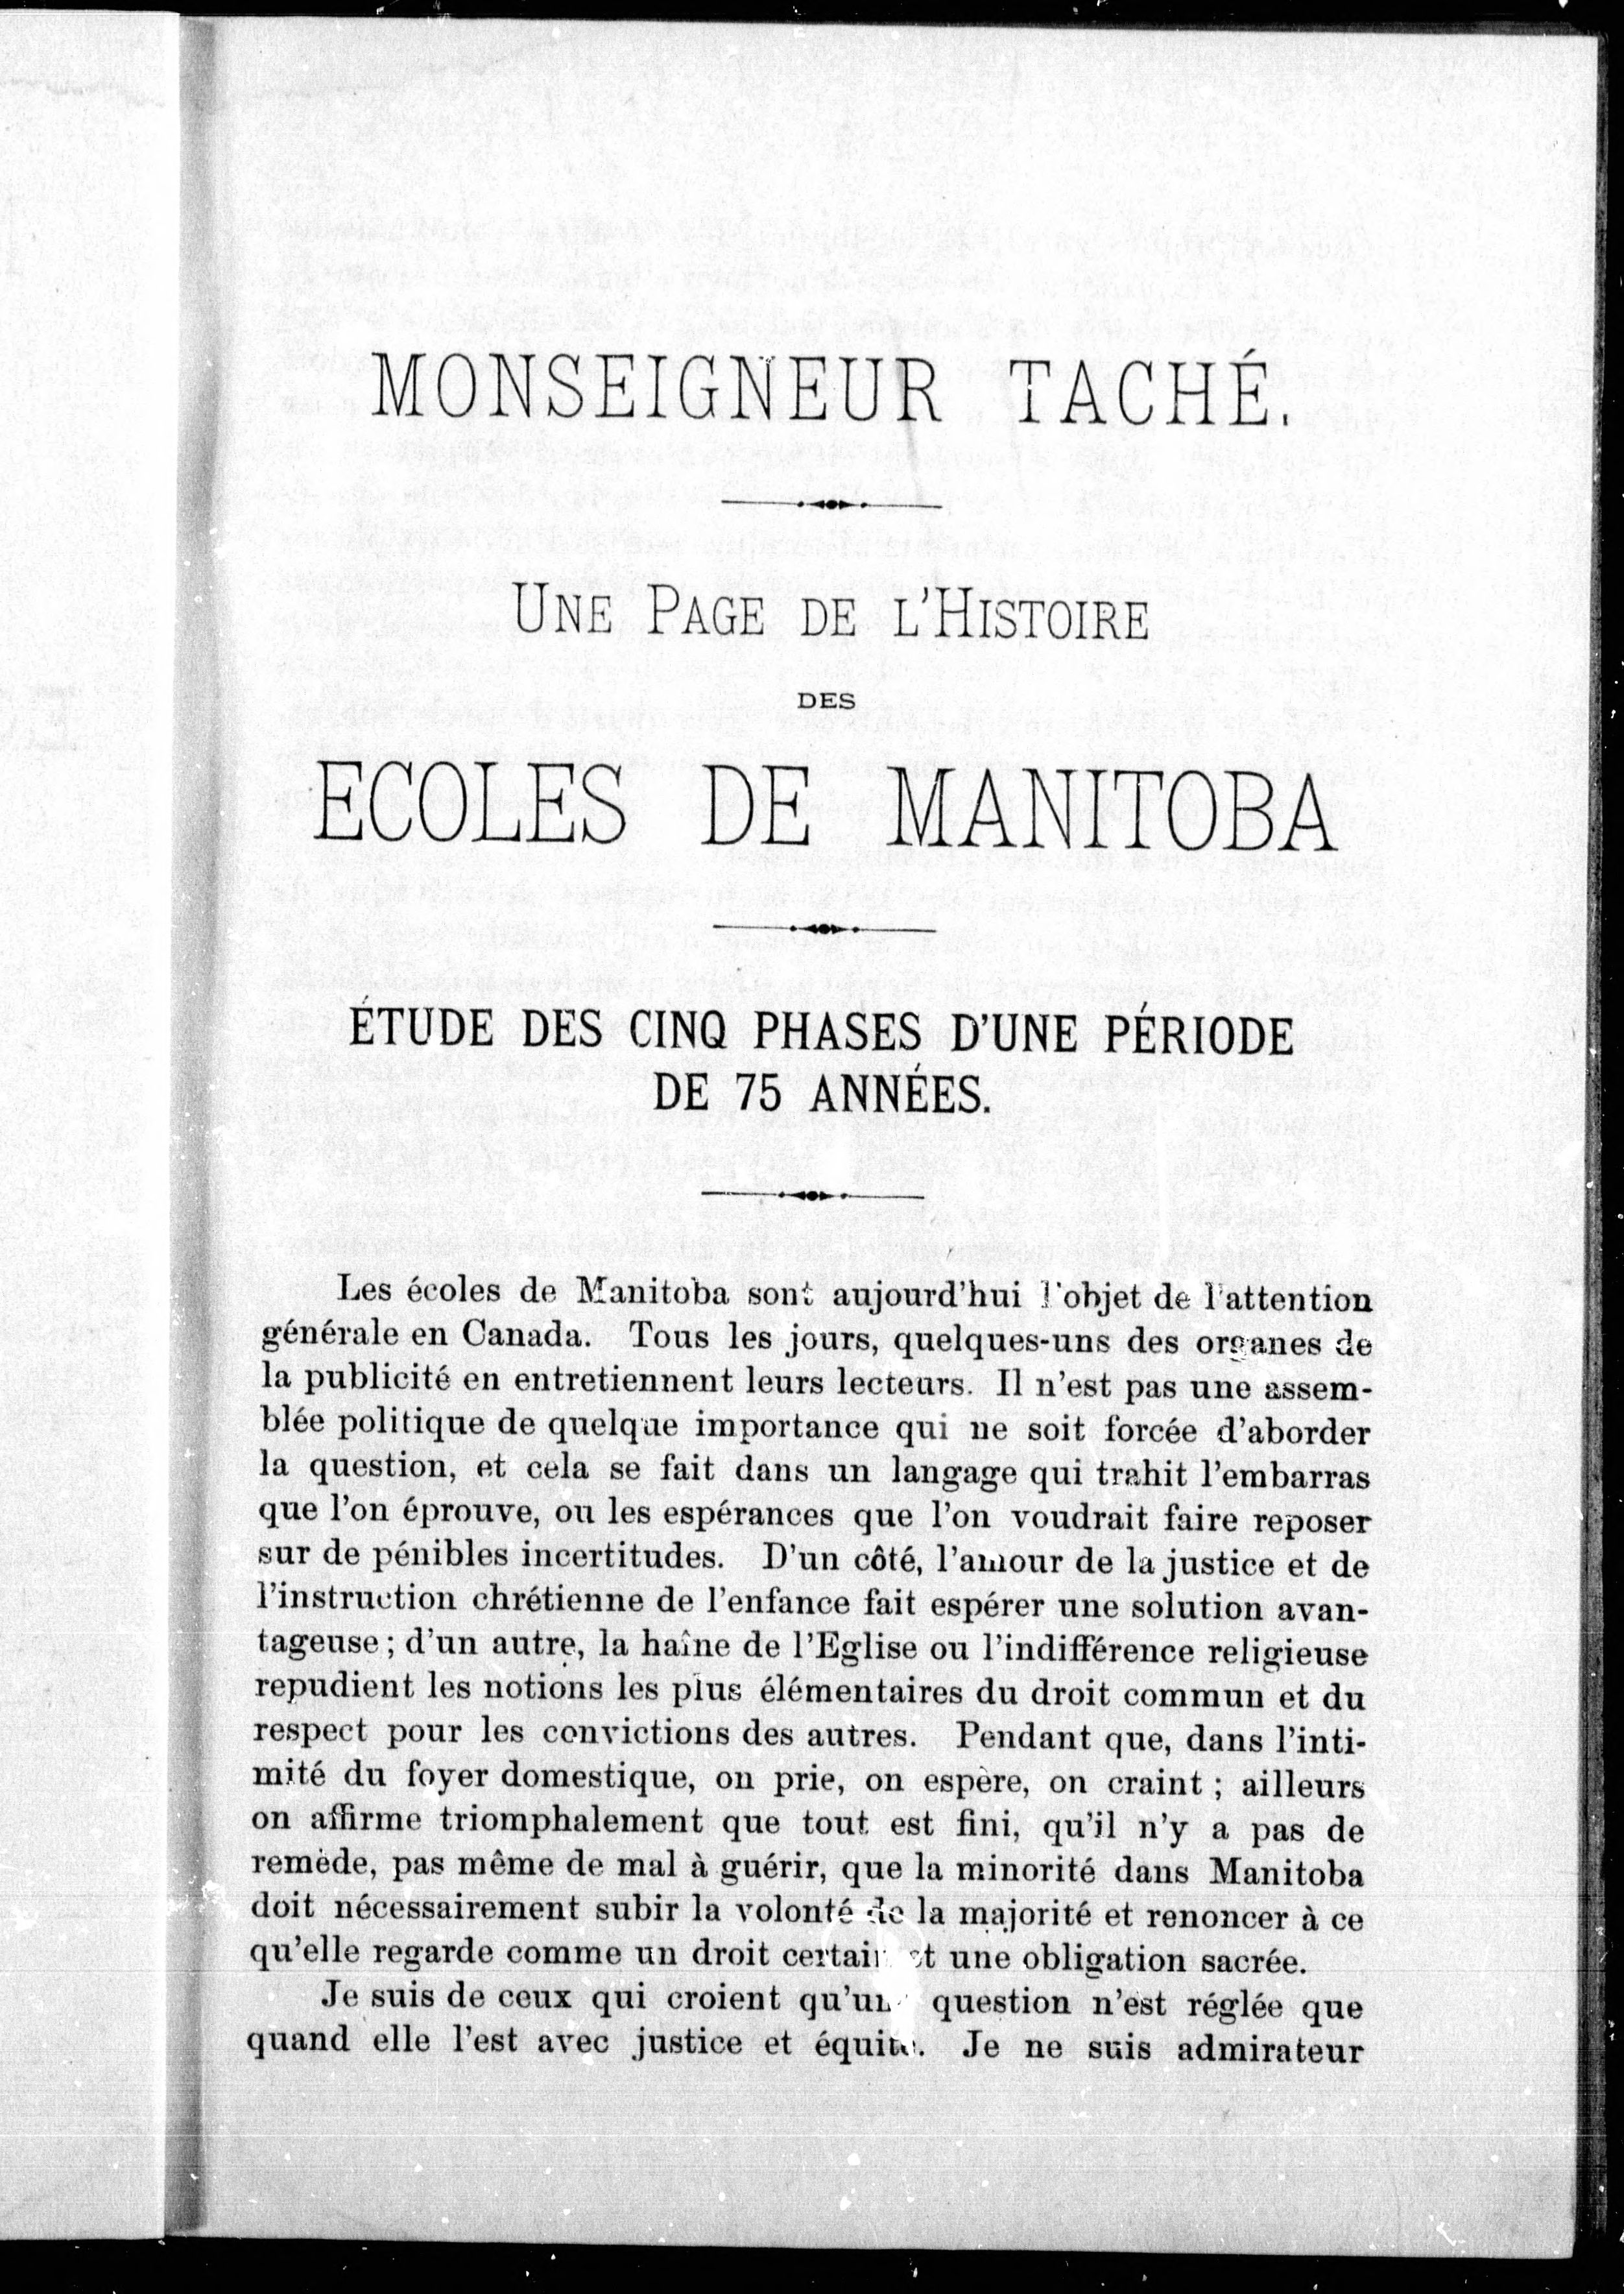 MONSEIGNEUR TACHÉ.
UNE PAGE DE L'HISTOIRE
DES
ECOLES DE MANITOBA
ÉTUDE DES CINQ PHASES D'UNE PÉRIODE
DE 75 ANNÉES.
Les écoles de Manitoba sont aujourd'hui l'objet de l'attention
générale en Canada. Tous les jours, quelques-uns des organes de
la publicité en entretiennent leurs lecteurs. Il n'est pas une assem-
blée politique de quelque importance qui ne soit forcée d'aborder
la question, et cela se fait dans un langage qui trahit l'embarras
que l'on éprouve, ou les espérances que l'on voudrait faire reposer
sur de pénibles incertitudes. D'un côté, l'amour de la justice et de
l'instruction chrétienne de l'enfance fait espérer une solution avan-
tageuse ; d'un autre, la haîne de l'Eglise ou l'indifférence religieuse
repudient les notions les plus élémentaires du droit commun et du
respect pour les convictions des autres. Pendant que, dans l'inti-
mité du foyer domestique, on prie, on espère, on craint ; ailleurs
on affirme triomphalement que tout est fini, qu'il n'y a pas de
remède, pas même de mal à guérir, que la minorité dans Manitoba
doit nécessairement subir la volonté de la majorité et renoncer à ce
qu'elle regarde comme un droit certain et une obligation sacrée.
Je suis de ceux qui croient qu'une question n'est réglée que
quand elle l'est avec justice et équité. Je ne suis admirateur